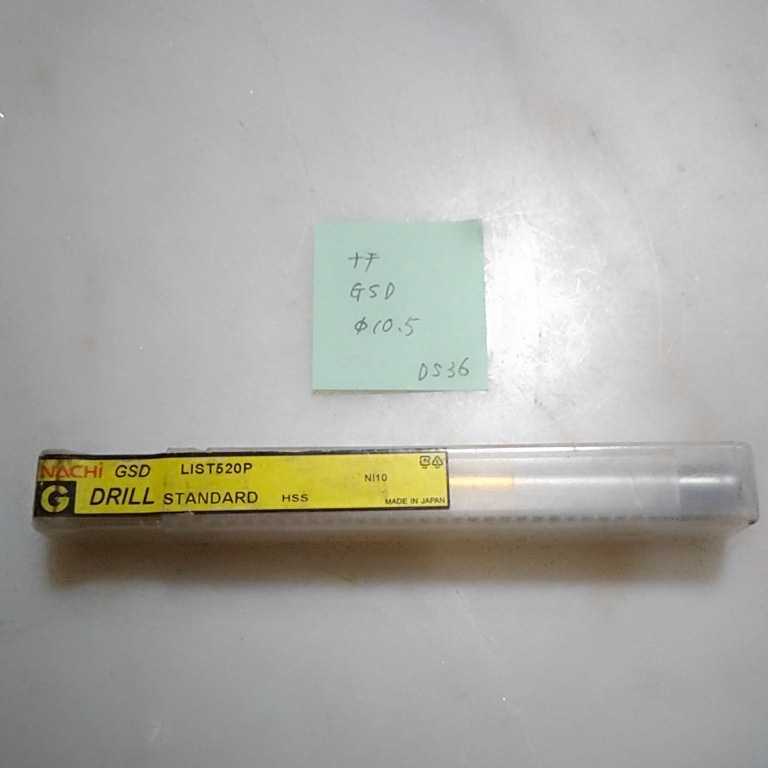 ナチ
GSD
φ10.5
DS36
NACHi GSD LIST520P
NI10
G DRILL STANDARD HSS
MADE IN JAPAN